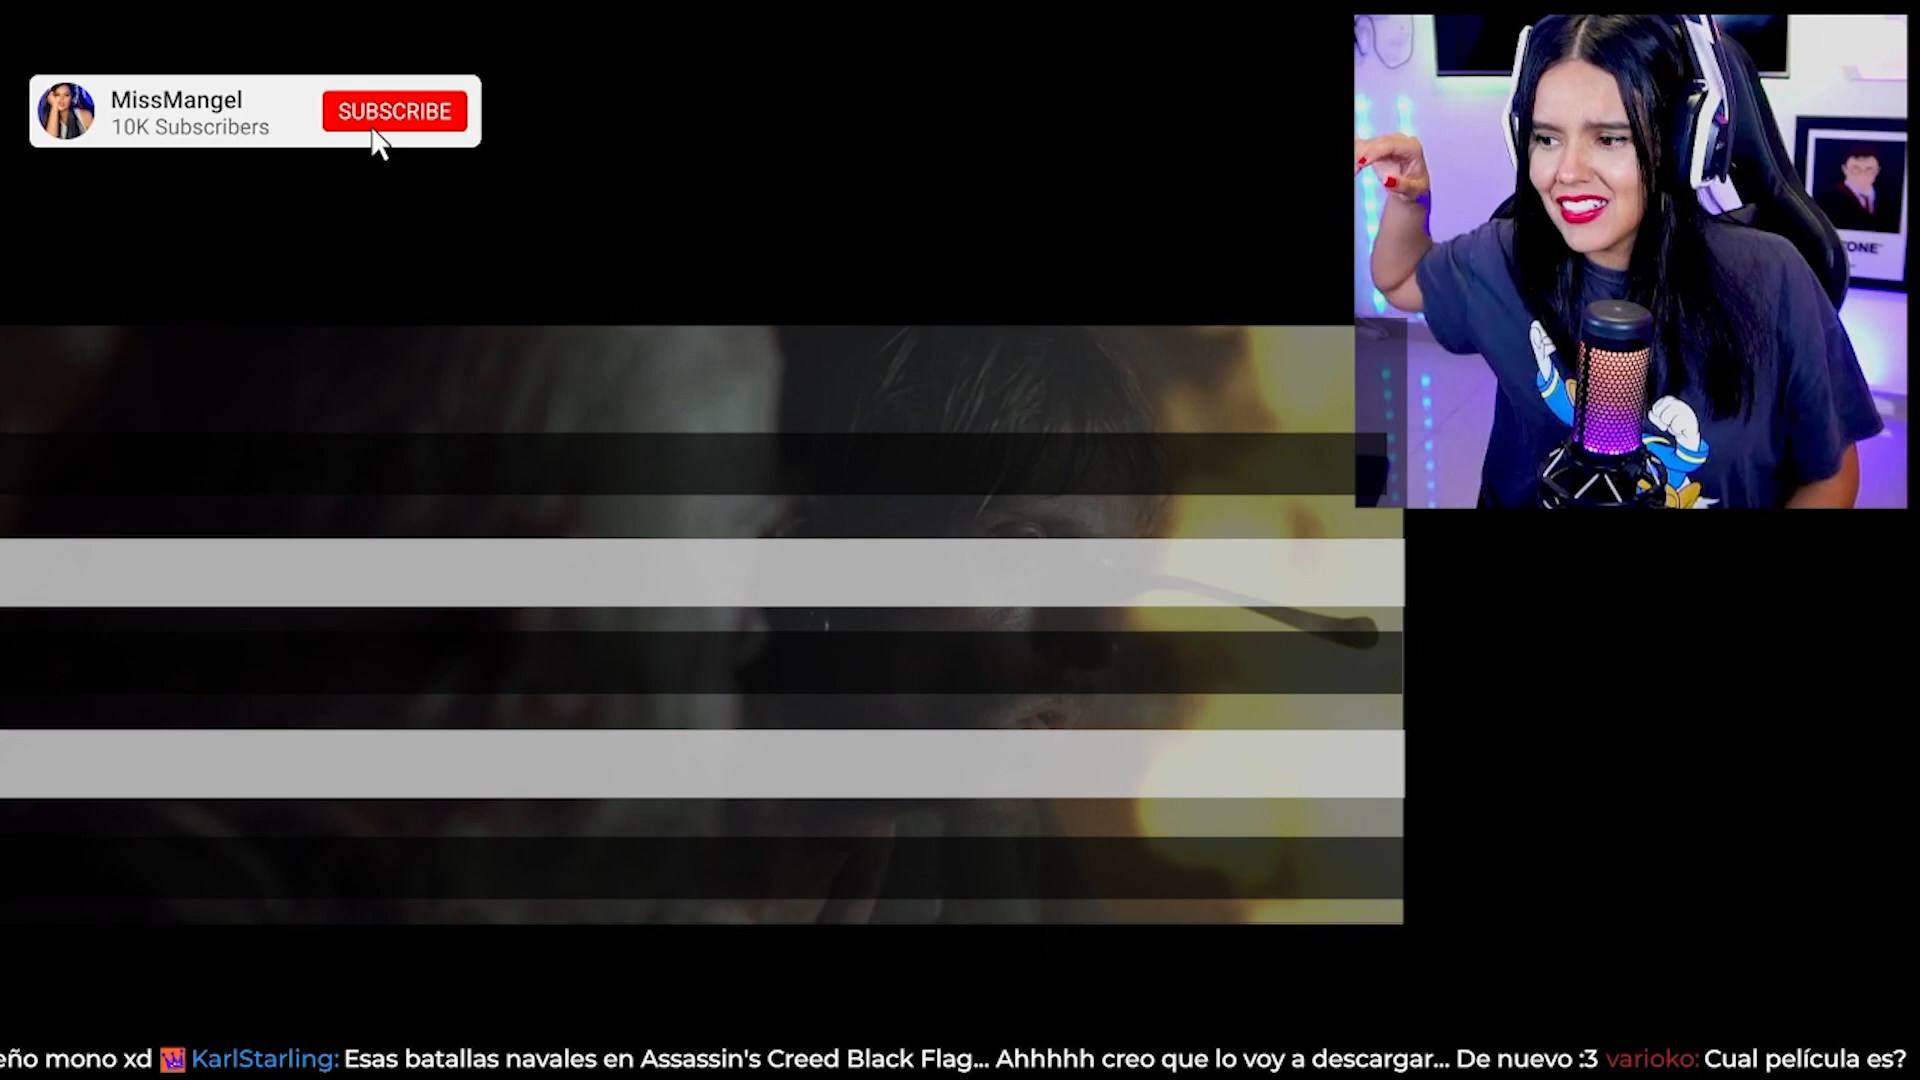 MissMangel
10K Subscribers
SUBSCRIBE
TONE
eño mono xd KarlStarling: Esas batallas navales en Assassin's Creed Black Flag... Ahhhhh creo que lo voy a descargar... De nuevo :3 varioko: Cual película es?